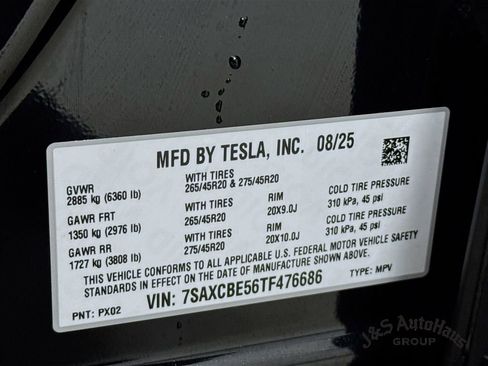 MFD BY TESLA, INC. 08/25
GVWR WITH TIRES
2885 kg (6360 lb) 265/45R20 & 275/45R20
GAWR FRT WITH TIRES RIM COLD TIRE PRESSURE
1350 kg (2976 lb) 265/45R20 20X9.0J 310 kPa, 45 psi
GAWR RR WITH TIRES RIM COLD TIRE PRESSURE
1727 kg (3808 lb) 275/45R20 20X10.0J 310 kPa, 45 psi
THIS VEHICLE CONFORMS TO ALL APPLICABLE U.S. FEDERAL MOTOR VEHICLE SAFETY
STANDARDS IN EFFECT ON THE DATE OF MANUFACTURE SHOWN ABOVE.
VIN: 7SAXCBE56TF476686 TYPE: MPV
PNT: PX02
J&S AutoHaus
GROUP